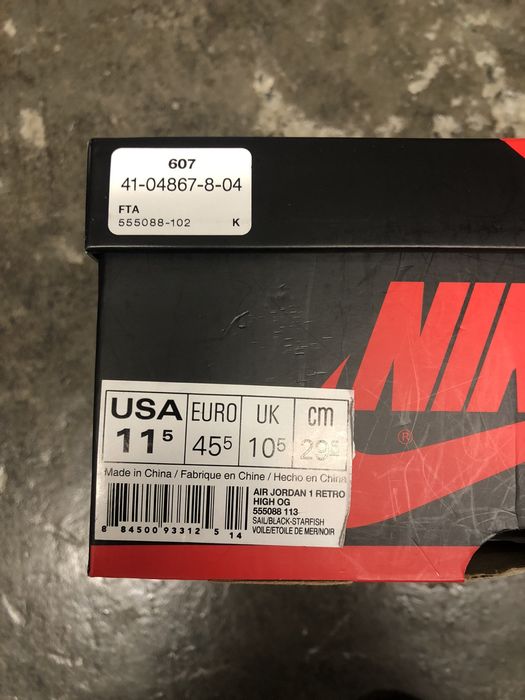 607
41-04867-8-04
FTA
555088-102 K
NIK
®
USA EURO UK cm
11⁵ 45⁵ 10⁵ 29⁵
Made in China / Fabrique en Chine / Hecho en China
AIR JORDAN 1 RETRO
HIGH OG
555088 113
SAIL/BLACK-STARFISH
VOILE/ETOILE DE MER/NOIR
8 84500 93312 5 14